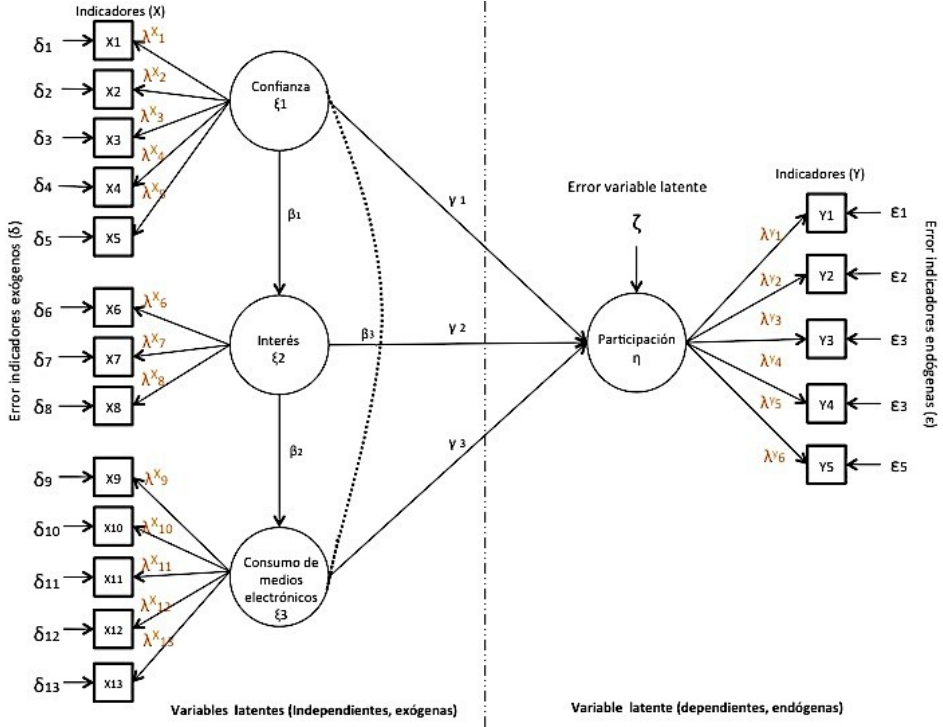 Indicadores (X)
δ1 X1 λX1
δ2 X2 λX2
δ3 X3 λX3
δ4 X4 λX4
δ5 X5 λX5
Confianza
ξ1
β1
Error indicadores exógenos (δ)
δ6 X6 λX6
δ7 X7 λX7
δ8 X8 λX8
Interés
ξ2
β3
β2
δ9 X9 λX9
δ10 X10 λX10
δ11 X11 λX11
δ12 X12 λX12
δ13 X13 λX13
Consumo de
medios
electrónicos
ξ3
γ 1
γ 2
γ 3
Error variable latente
ζ
Participación
η
Indicadores (Y)
λy1 Y1 ε1
λy2 Y2 ε2
λy3 Y3 ε3
λy4 Y4 ε3
λy5
λy6 Y5 ε5
Error indicadores endógenas (ε)
Variables latentes (Independientes, exógenas)
Variable latente (dependientes, endógenas)